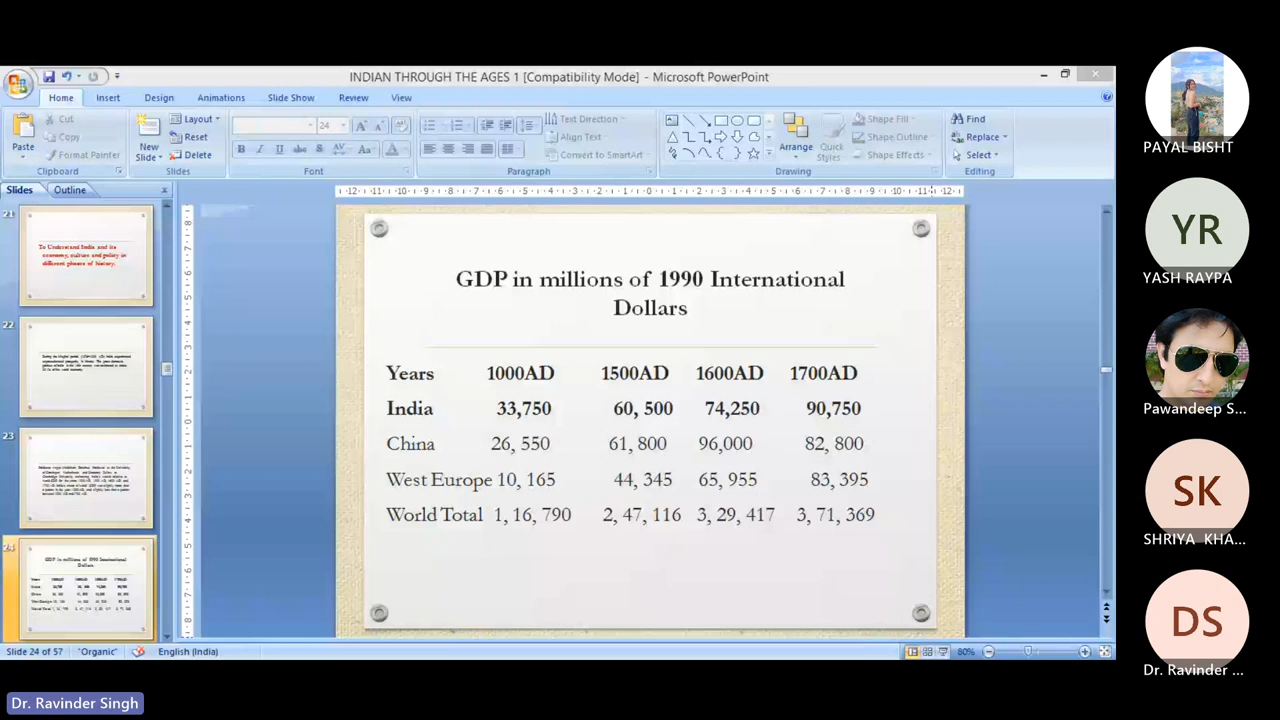 INDIAN THROUGH THE AGES 1 [Compatibility Mode] - Microsoft PowerPoint
Home Insert Design Animations Slide Show Review View
Paste
Cut
Copy
Format Painter
Clipboard
New Slide
Layout
Reset
Delete
Slides
24
B I U S AV Aa A
Font
Text Direction
Align Text
Convert to SmartArt
Paragraph
Arrange
Quick Styles
Shape Fill
Shape Outline
Shape Effects
Drawing
Find
Replace
Select
Editing
Slides Outline
21
To Understand India and its
economy, culture and polity in
different phases of history.
22
23
24
GDP in millions of 1990 International
Dollars
Years 1000AD 1500AD 1600AD 1700AD
India 33,750 60, 500 74,250 90,750
China 26, 550 61, 800 96,000 82, 800
West Europe 10, 165 44, 345 65, 955 83, 395
World Total 1, 16, 790 2, 47, 116 3, 29, 417 3, 71, 369
Slide 24 of 57 "Organic" English (India) 80%
PAYAL BISHT
YR
YASH RAYPA
Pawandeep S...
SK
SHRIYA KHA...
DS
Dr. Ravinder ...
Dr. Ravinder Singh